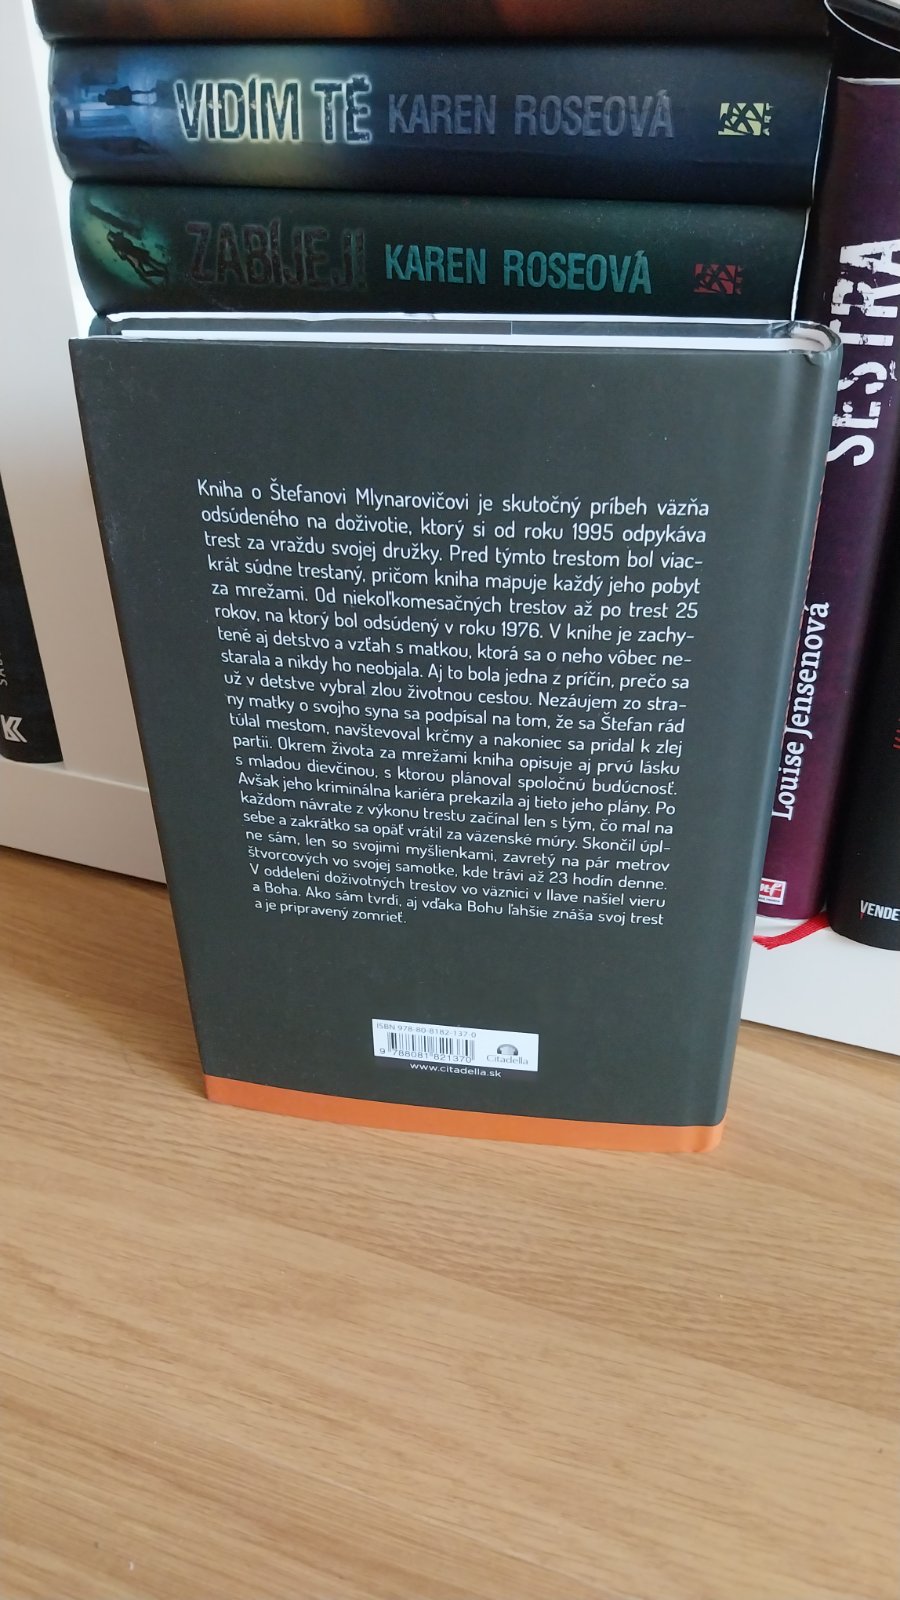 VIDÍM TĚ KAREN ROSEOVÁ
ZABÍJEJ! KAREN ROSEOVÁ
Kniha o Štefanovi Mlynarovičovi je skutočný príbeh väzňa
odsúdeného na doživotie, ktorý si od roku 1995 odpykáva
trest za vraždu svojej družky. Pred týmto trestom bol viac-
krát súdne trestaný, pričom kniha mapuje každý jeho pobyt
za mrežami. Od niekoľkomesačných trestov až po trest 25
rokov, na ktorý bol odsúdený v roku 1976. V knihe je zachy-
tené aj detstvo a vzťah s matkou, ktorá sa o neho vôbec ne-
starala a nikdy ho neobjala. Aj to bola jedna z príčin, prečo sa
už v detstve vybral zlou životnou cestou. Nezáujem zo stra-
ny matky o svojho syna sa podpísal na tom, že sa Štefan rád
túlal mestom, navštevoval krčmy a nakoniec sa pridal k zlej
partii. Okrem života za mrežami kniha opisuje aj prvú lásku
s mladou dievčinou, s ktorou plánoval spoločnú budúcnosť.
Avšak jeho kriminálna kariéra prekazila aj tieto jeho plány. Po
každom návrate z výkonu trestu začínal len s tým, čo mal na
sebe a zakrátko sa opäť vrátil za väzenské múry. Skončil úpl-
ne sám, len so svojimi myšlienkami, zavretý na pár metrov
štvorcových vo svojej samotke, kde trávi až 23 hodín denne.
V oddelení doživotných trestov vo väznici v Ilave našiel vieru
a Boha. Ako sám tvrdí, aj vďaka Bohu ľahšie znáša svoj trest
a je pripravený zomrieť.
ISBN 978-80-8182-137-0
9 788081 821370
Citadella
www.citadella.sk
SESTRA
Louise Jensenová
VENDE